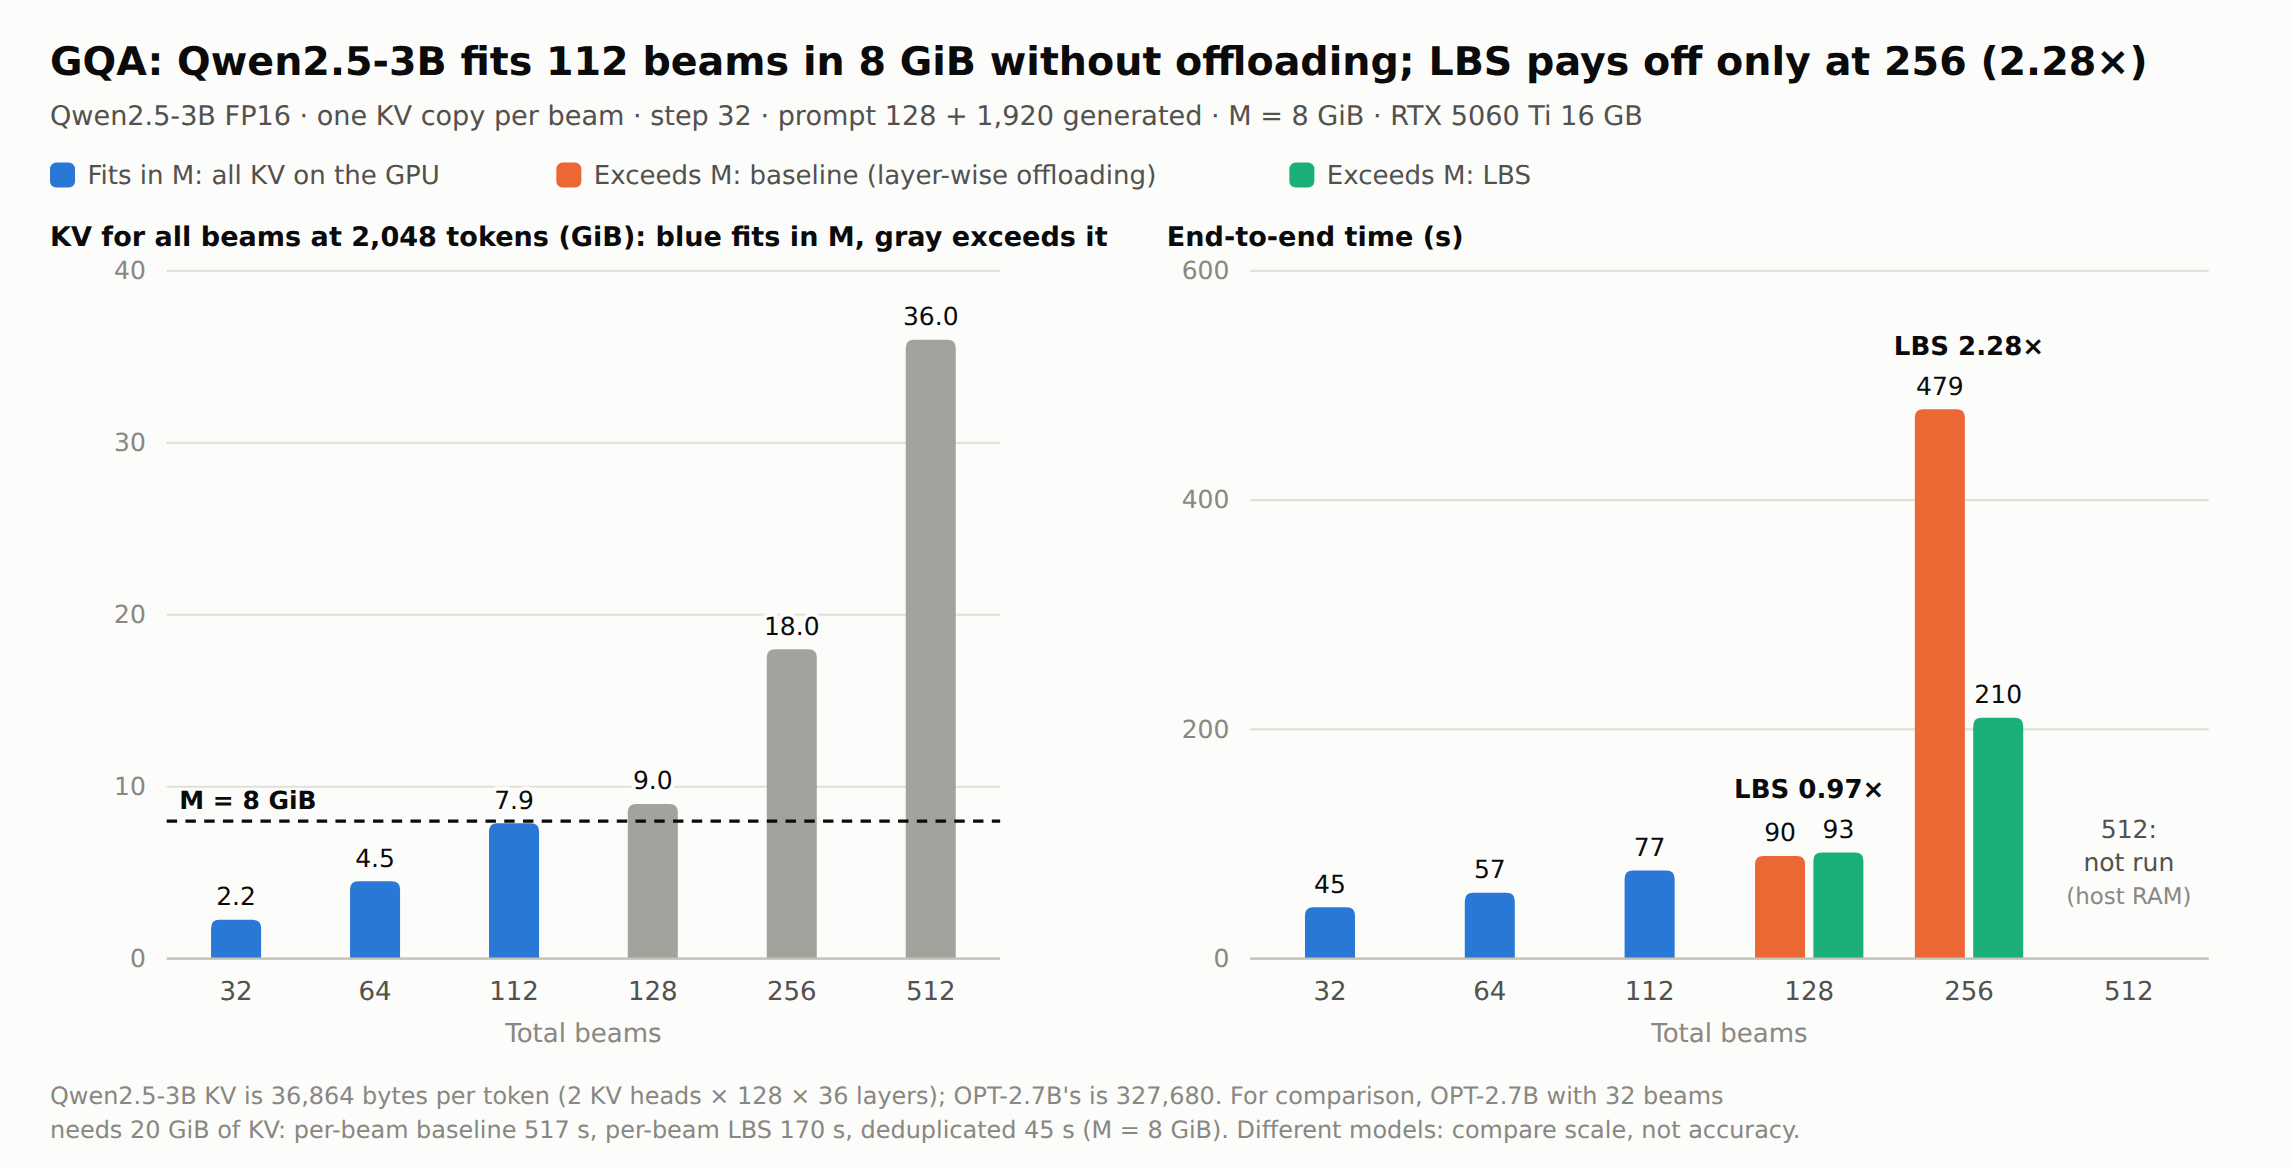 GQA: Qwen2.5-3B fits 112 beams in 8 GiB without offloading; LBS pays off only at 256 (2.28×)
Qwen2.5-3B FP16 · one KV copy per beam · step 32 · prompt 128 + 1,920 generated · M = 8 GiB · RTX 5060 Ti 16 GB
Fits in M: all KV on the GPU
Exceeds M: baseline (layer-wise offloading)
Exceeds M: LBS
KV for all beams at 2,048 tokens (GiB): blue fits in M, gray exceeds it
40
30
20
10
0
M = 8 GiB
2.2
4.5
7.9
9.0
18.0
36.0
32
64
112
128
256
512
Total beams
End-to-end time (s)
600
400
200
0
45
57
77
LBS 0.97×
90
93
LBS 2.28×
479
210
512:
not run
(host RAM)
32
64
112
128
256
512
Total beams
Qwen2.5-3B KV is 36,864 bytes per token (2 KV heads × 128 × 36 layers); OPT-2.7B's is 327,680. For comparison, OPT-2.7B with 32 beams
needs 20 GiB of KV: per-beam baseline 517 s, per-beam LBS 170 s, deduplicated 45 s (M = 8 GiB). Different models: compare scale, not accuracy.